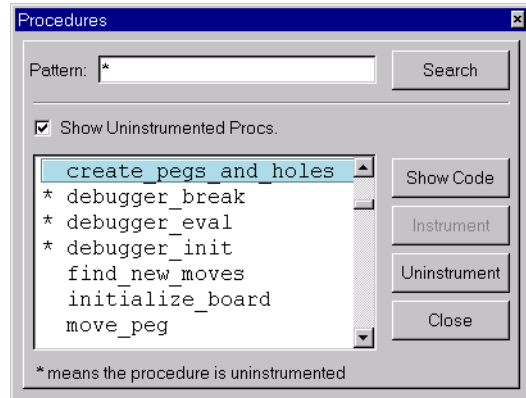 Procedures
Pattern: *
Search
Show Uninstrumented Procs.
create_pegs_and_holes
* debugger_break
* debugger_eval
* debugger_init
find_new_moves
initialize_board
move_peg
Show Code
Instrument
Uninstrument
Close
* means the procedure is uninstrumented